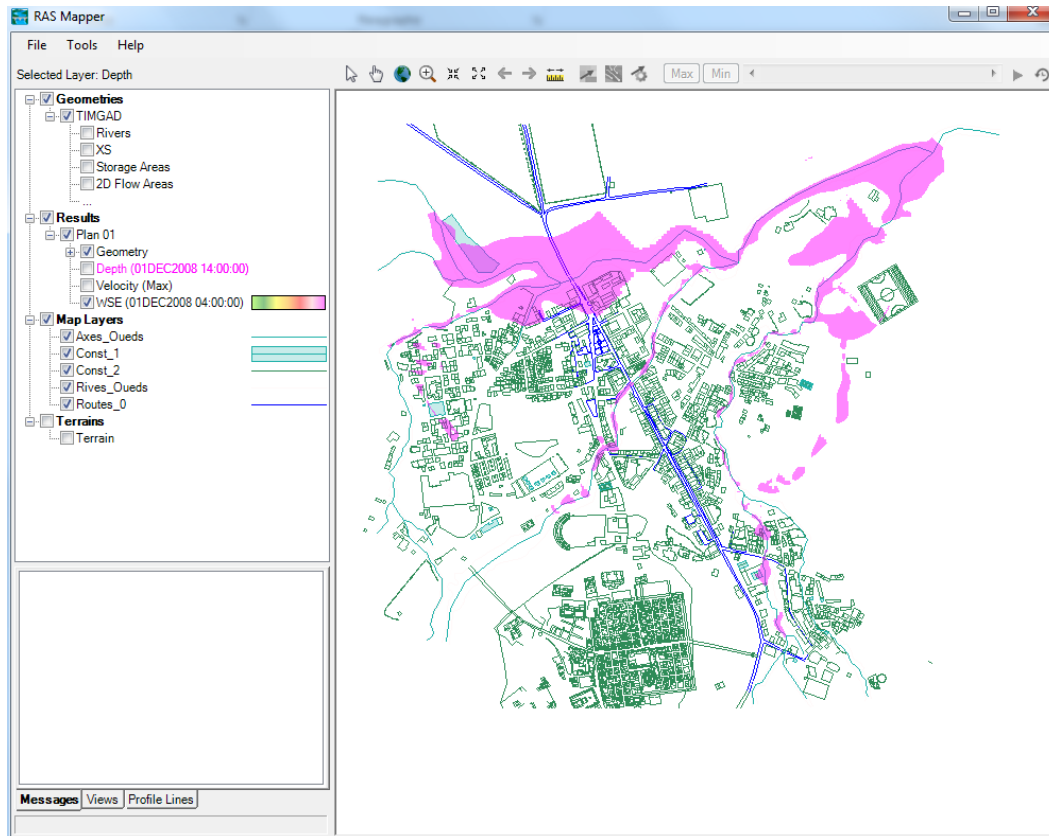 RAS Mapper
File Tools Help
Selected Layer: Depth
Max Min
Geometries
TIMGAD
Rivers
XS
Storage Areas
2D Flow Areas
...
Results
Plan 01
Geometry
Depth (01DEC2008 14:00:00)
Velocity (Max)
WSE (01DEC2008 04:00:00)
Map Layers
Axes_Oueds
Const_1
Const_2
Rives_Oueds
Routes_0
Terrains
Terrain
Messages Views Profile Lines